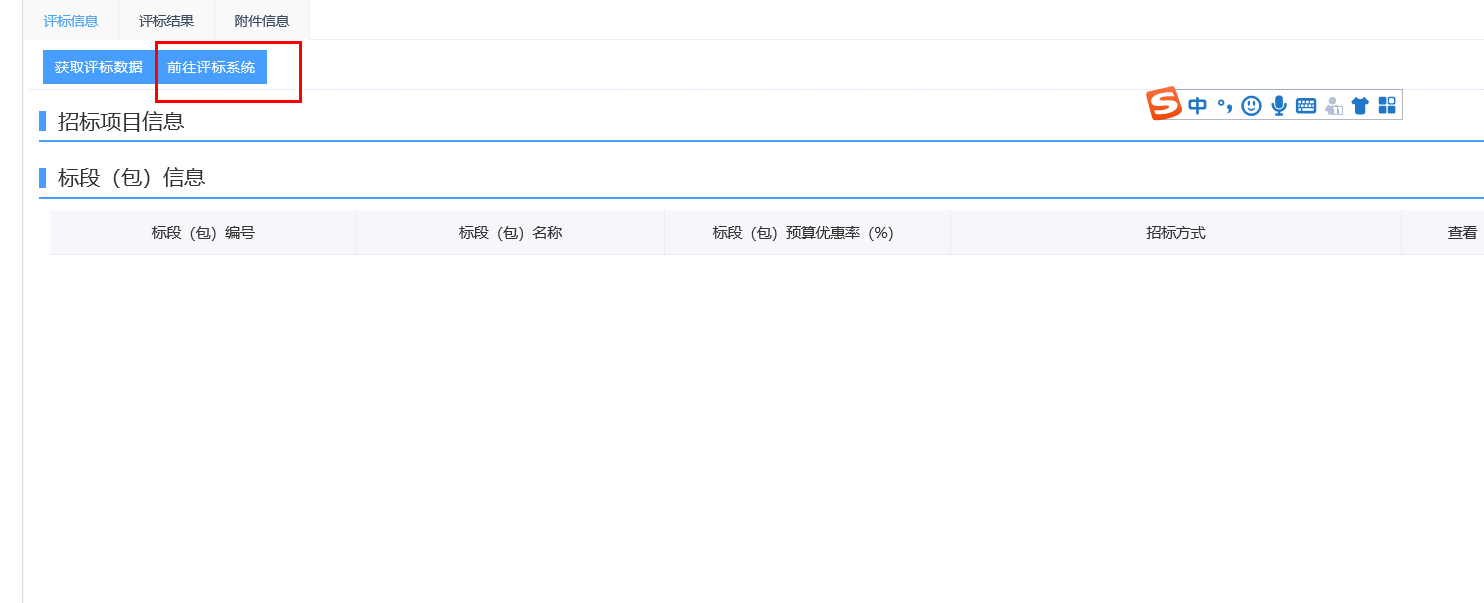 评标信息 评标结果 附件信息
获取评标数据 前往评标系统
中
招标项目信息
标段（包）信息
标段（包）编号 标段（包）名称 标段（包）预算优惠率（%） 招标方式 查看